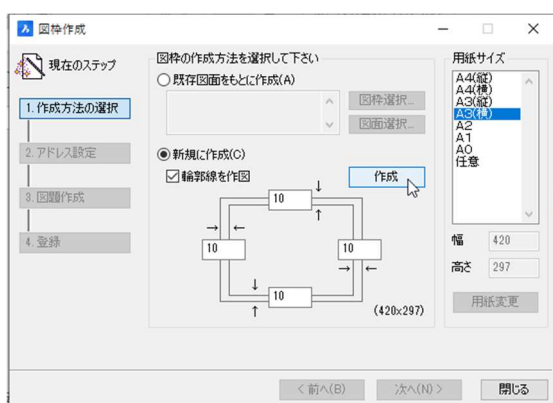 図枠作成
現在のステップ
1. 作成方法の選択
2. アドレス設定
3. 図題作成
4. 登録
図枠の作成方法を選択して下さい
既存図面をもとに作成(A)
図枠選択...
図面選択...
新規に作成(C)
輪郭線を作図
作成
10
10
10
10
(420x297)
用紙サイズ
A4(縦)
A4(横)
A3(縦)
A3(横)
A2
A1
A0
任意
幅 420
高さ 297
用紙変更
< 前へ(B)
次へ(N) >
閉じる